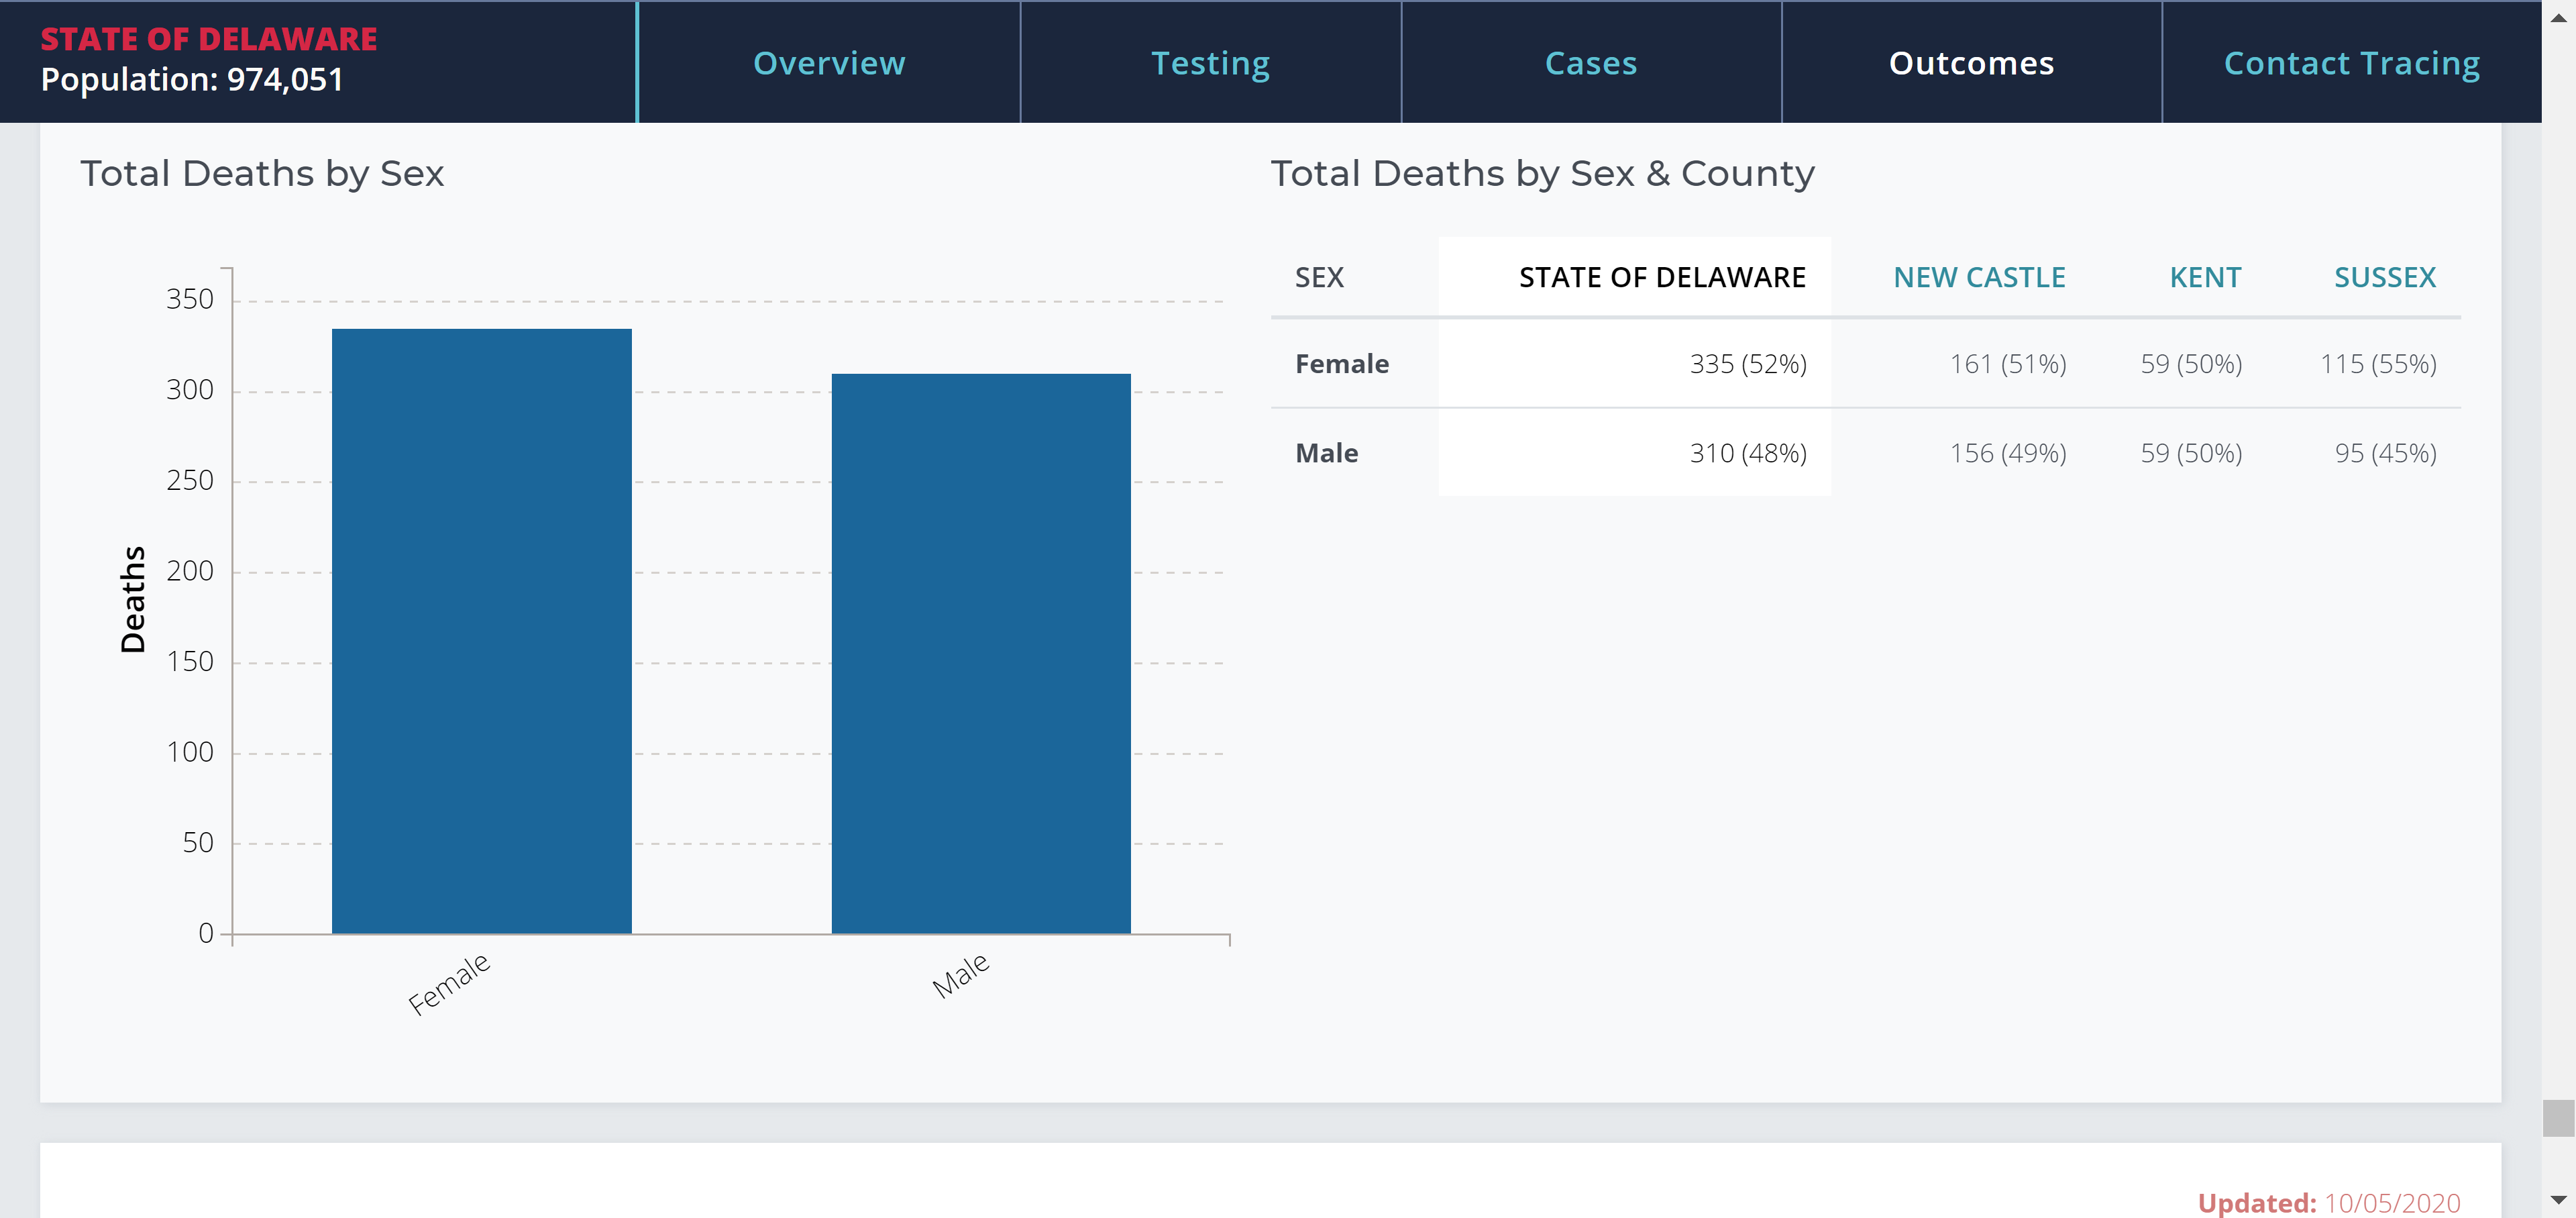 STATE OF DELAWARE
Population: 974,051
Overview
Testing
Cases
Outcomes
Contact Tracing
Total Deaths by Sex
350
300
250
200
150
100
50
0
Deaths
Female
Male
Total Deaths by Sex & County
SEX STATE OF DELAWARE NEW CASTLE KENT SUSSEX
Female 335 (52%) 161 (51%) 59 (50%) 115 (55%)
Male 310 (48%) 156 (49%) 59 (50%) 95 (45%)
Updated: 10/05/2020